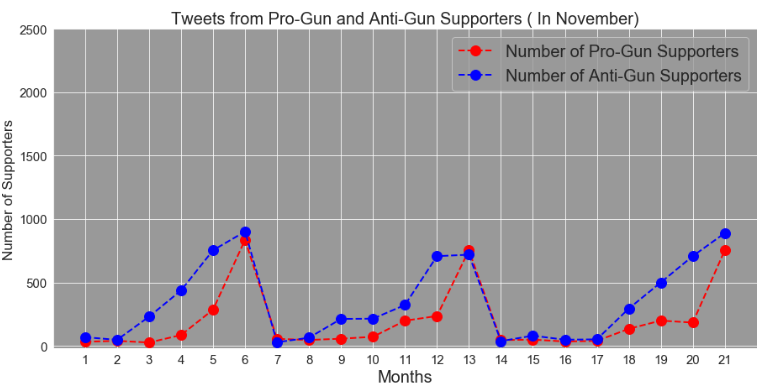 Tweets from Pro-Gun and Anti-Gun Supporters ( In November)
Number of Pro-Gun Supporters
Number of Anti-Gun Supporters
Number of Supporters
2500
2000
1500
1000
500
0
1 2 3 4 5 6 7 8 9 10 11 12 13 14 15 16 17 18 19 20 21
Months